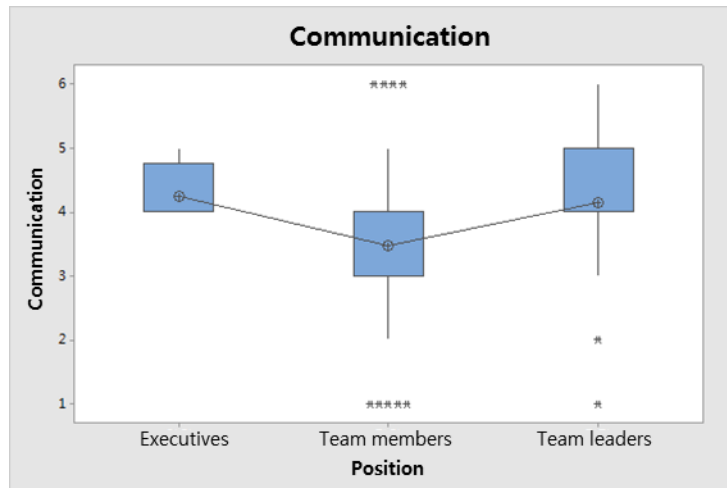 Communication
Communication
6
5
4
3
2
1
Executives
Team members
Team leaders
Position